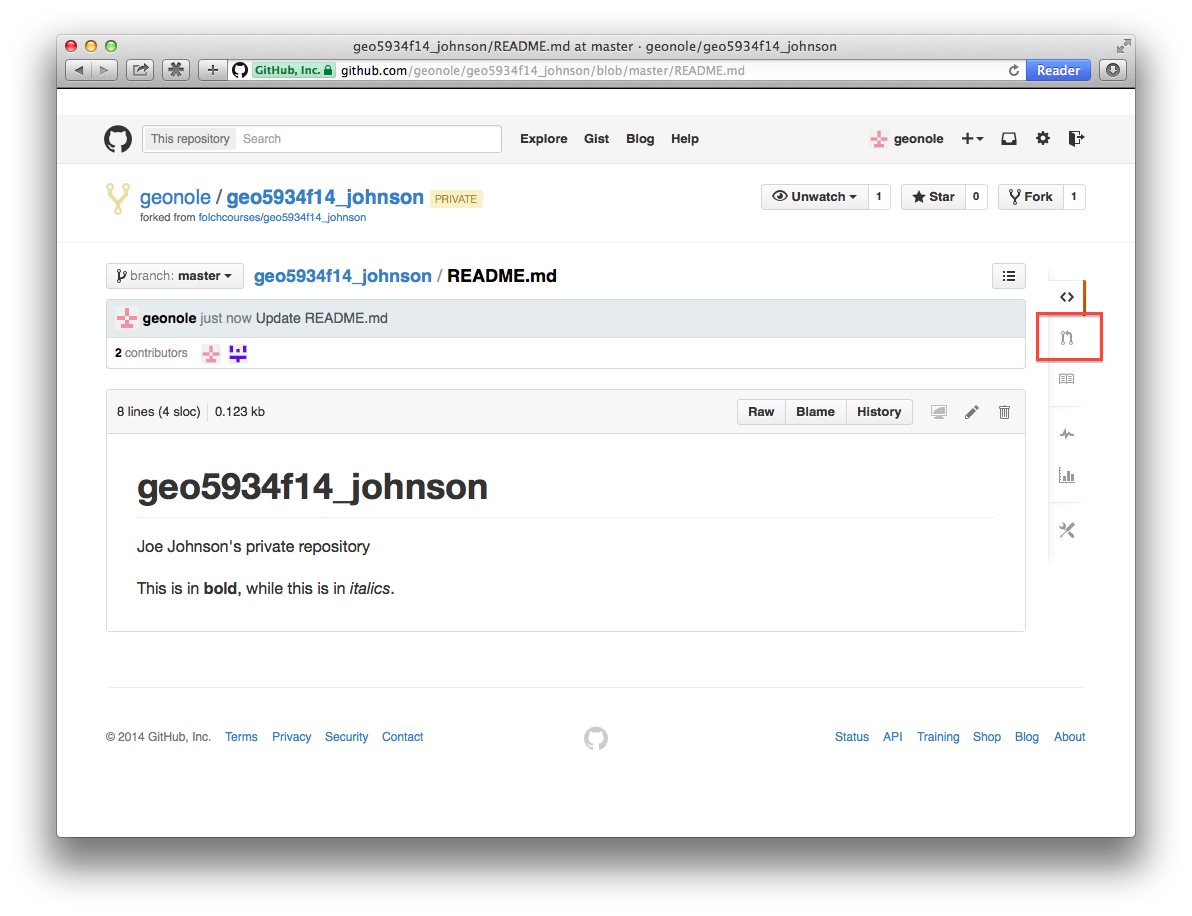 geo5934f14_johnson/README.md at master · geonole/geo5934f14_johnson
GitHub, Inc. github.com/geonole/geo5934f14_johnson/blob/master/README.md Reader
This repository Search Explore Gist Blog Help geonole
geonole / geo5934f14_johnson PRIVATE Unwatch 1 Star 0 Fork 1
forked from folchcourses/geo5934f14_johnson
branch: master geo5934f14_johnson / README.md
geonole just now Update README.md
2 contributors
8 lines (4 sloc) 0.123 kb Raw Blame History
geo5934f14_johnson
Joe Johnson's private repository
This is in bold, while this is in italics.
© 2014 GitHub, Inc. Terms Privacy Security Contact Status API Training Shop Blog About